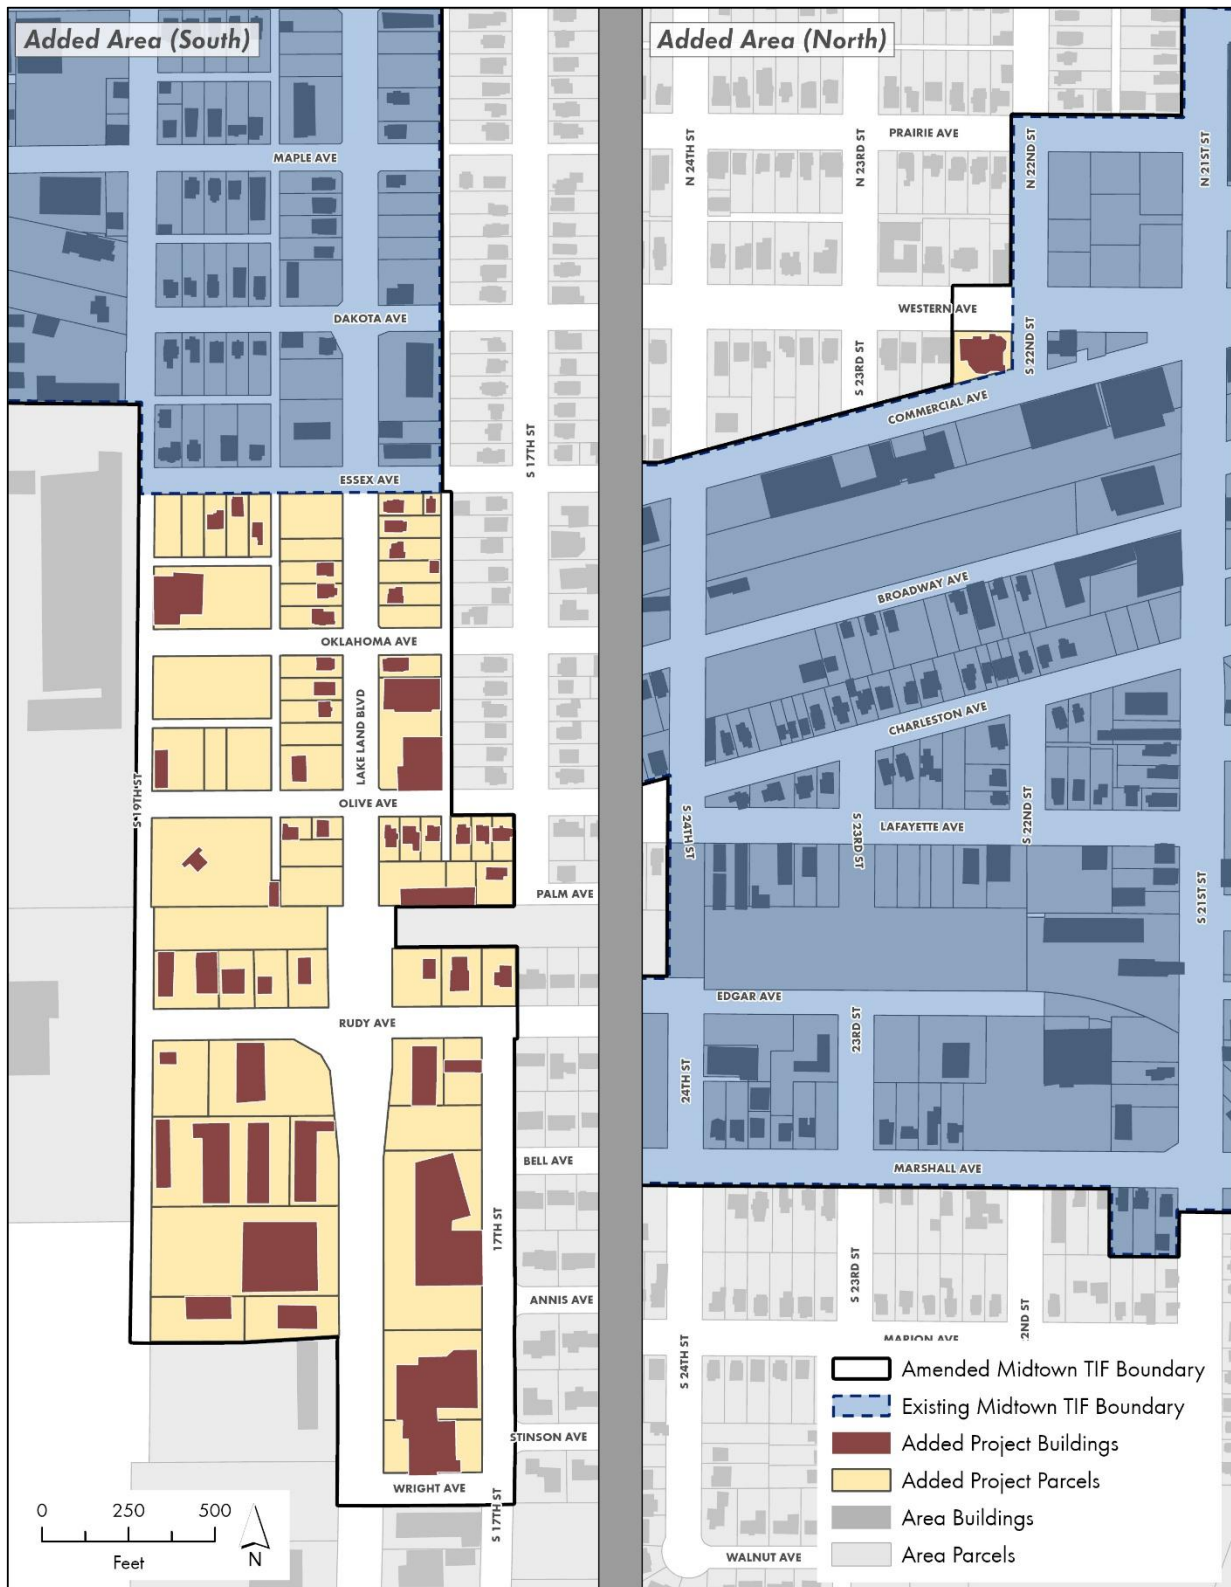 Added Area (South)
MAPLE AVE
DAKOTA AVE
S 17TH ST
ESSEX AVE
OKLAHOMA AVE
LAKE LAND BLVD
S 19TH ST
OLIVE AVE
PALM AVE
RUDY AVE
BELL AVE
17TH ST
ANNIS AVE
STINSON AVE
WRIGHT AVE
S 17TH ST
0 250 500
Feet
N
Added Area (North)
PRAIRIE AVE
N 24TH ST
N 23RD ST
N 22ND ST
N 21ST ST
WESTERN AVE
S 22ND ST
S 23RD ST
COMMERCIAL AVE
BROADWAY AVE
CHARLESTON AVE
S 24TH ST
S 23RD ST
LAFAYETTE AVE
S 22ND ST
S 21ST ST
EDGAR AVE
23RD ST
24TH ST
MARSHALL AVE
S 23RD ST
MARION AVE
2ND ST
S 24TH ST
WALNUT AVE
Amended Midtown TIF Boundary
Existing Midtown TIF Boundary
Added Project Buildings
Added Project Parcels
Area Buildings
Area Parcels